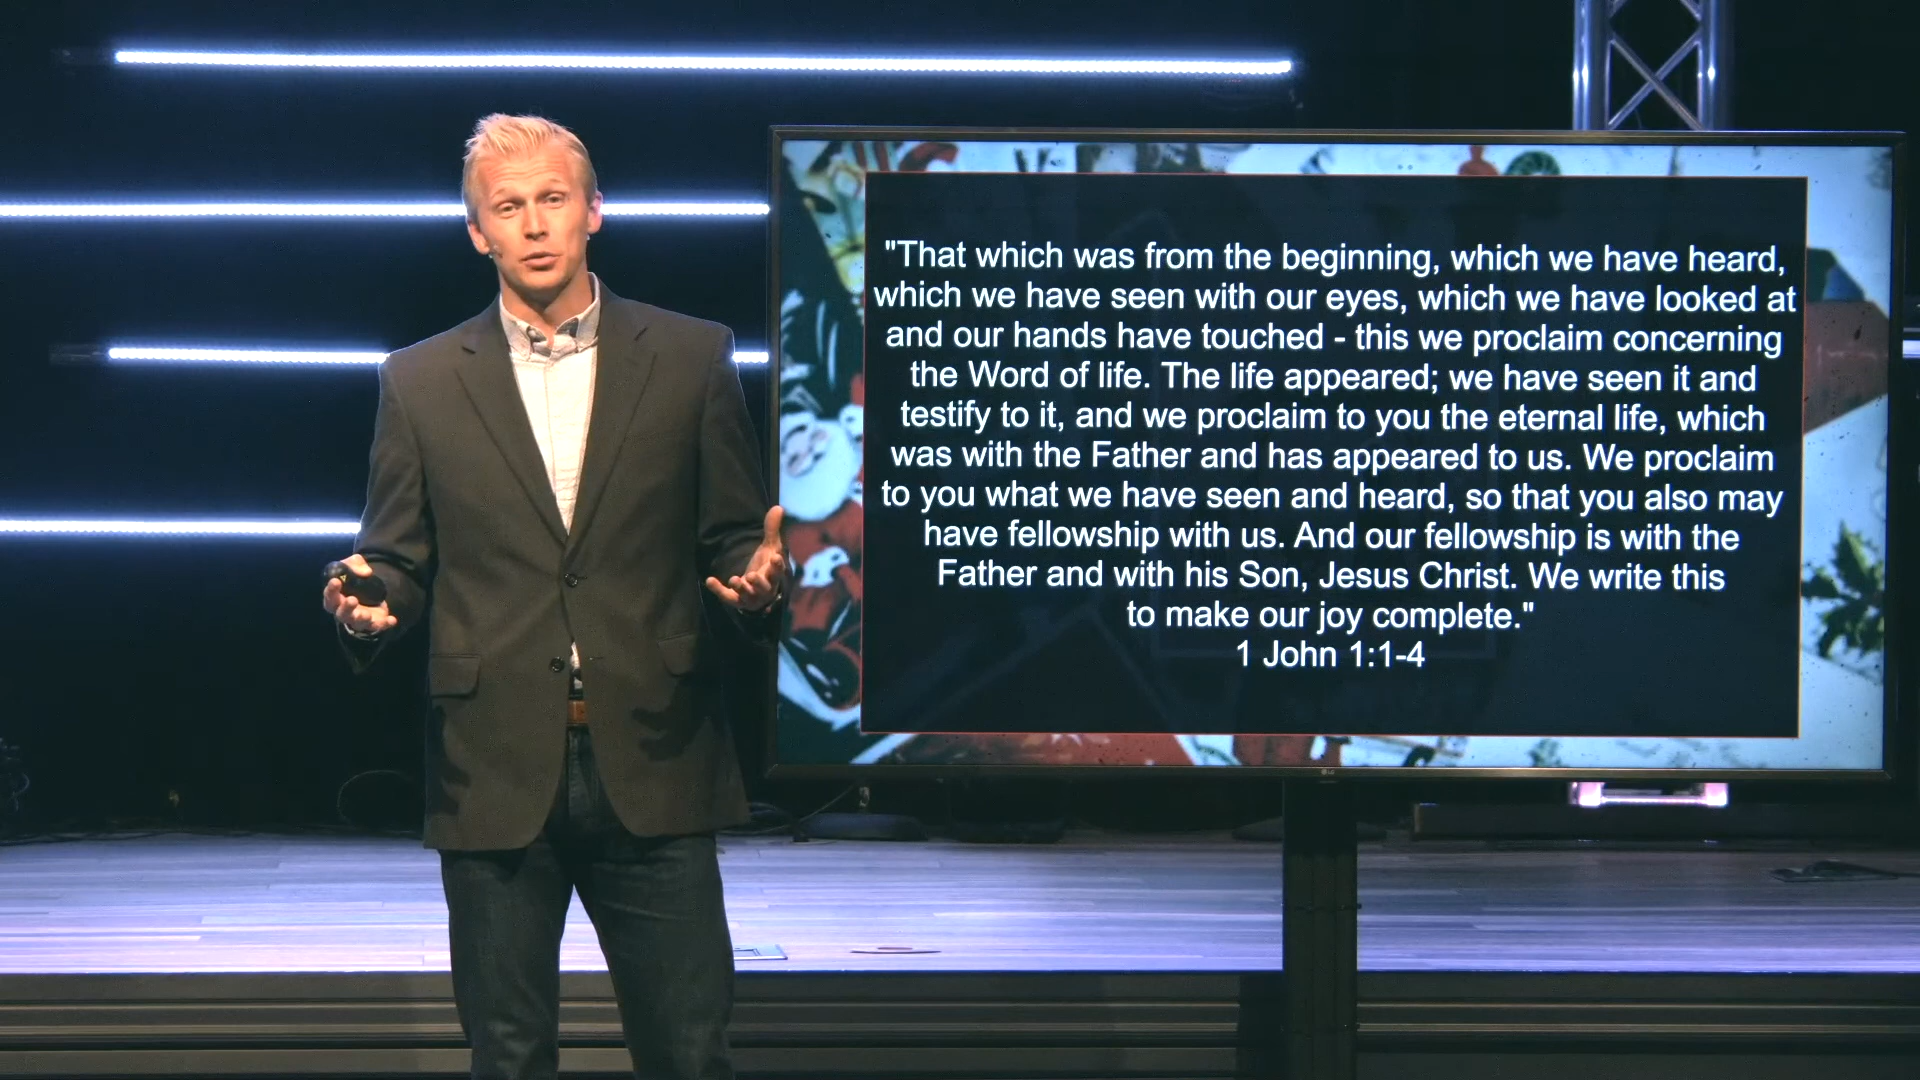 "That which was from the beginning, which we have heard,
which we have seen with our eyes, which we have looked at
and our hands have touched - this we proclaim concerning
the Word of life. The life appeared; we have seen it and
testify to it, and we proclaim to you the eternal life, which
was with the Father and has appeared to us. We proclaim
to you what we have seen and heard, so that you also may
have fellowship with us. And our fellowship is with the
Father and with his Son, Jesus Christ. We write this
to make our joy complete."
1 John 1:1-4
LG